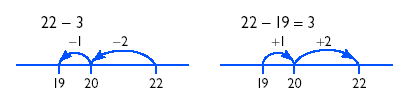 22 – 3
–1 –2
19 20 22
22 – 19 = 3
+1 +2
19 20 22